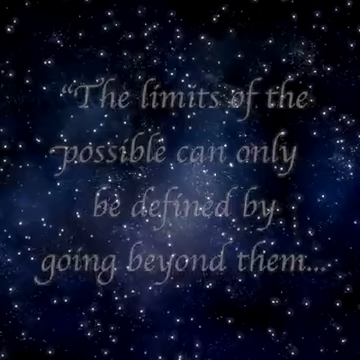 “The limits of the
possible can only
be defined by
going beyond them...